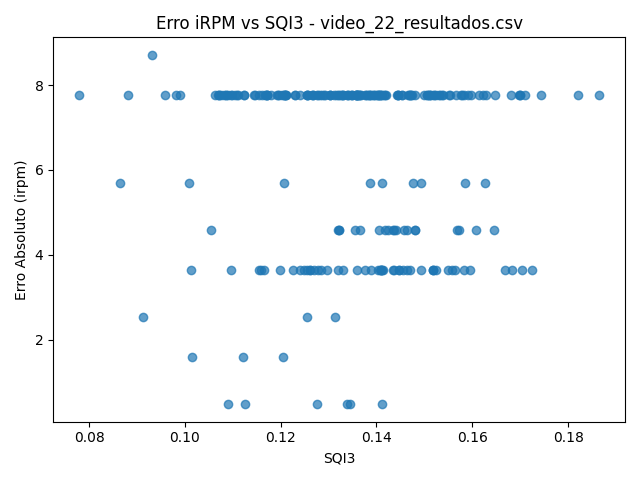 Erro iRPM vs SQI3 - video_22_resultados.csv
Erro Absoluto (irpm)
8
6
4
2
0.08 0.10 0.12 0.14 0.16 0.18
SQI3